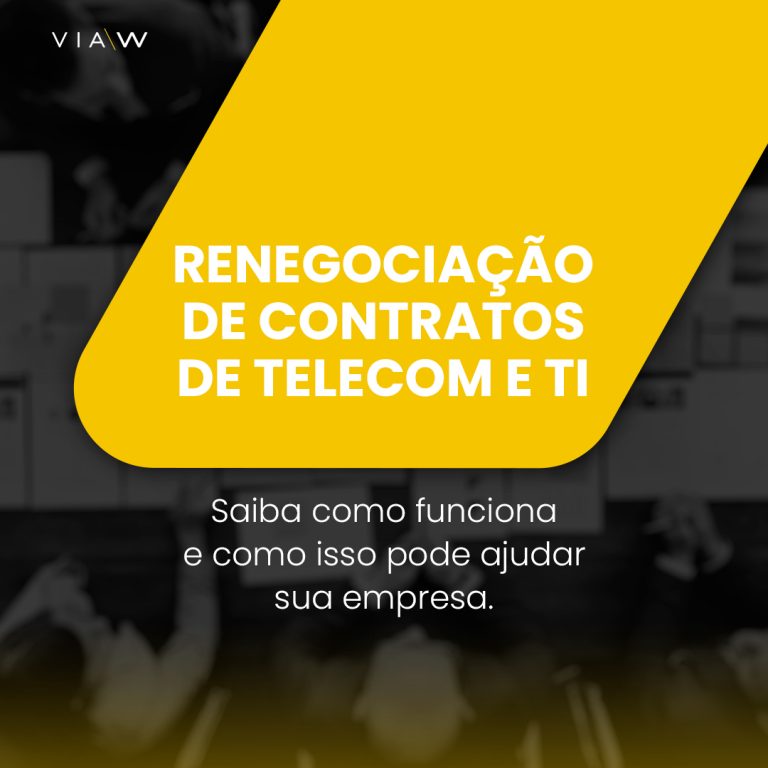 VIA\W
RENEGOCIAÇÃO
DE CONTRATOS
DE TELECOM E TI
Saiba como funciona
e como isso pode ajudar
sua empresa.